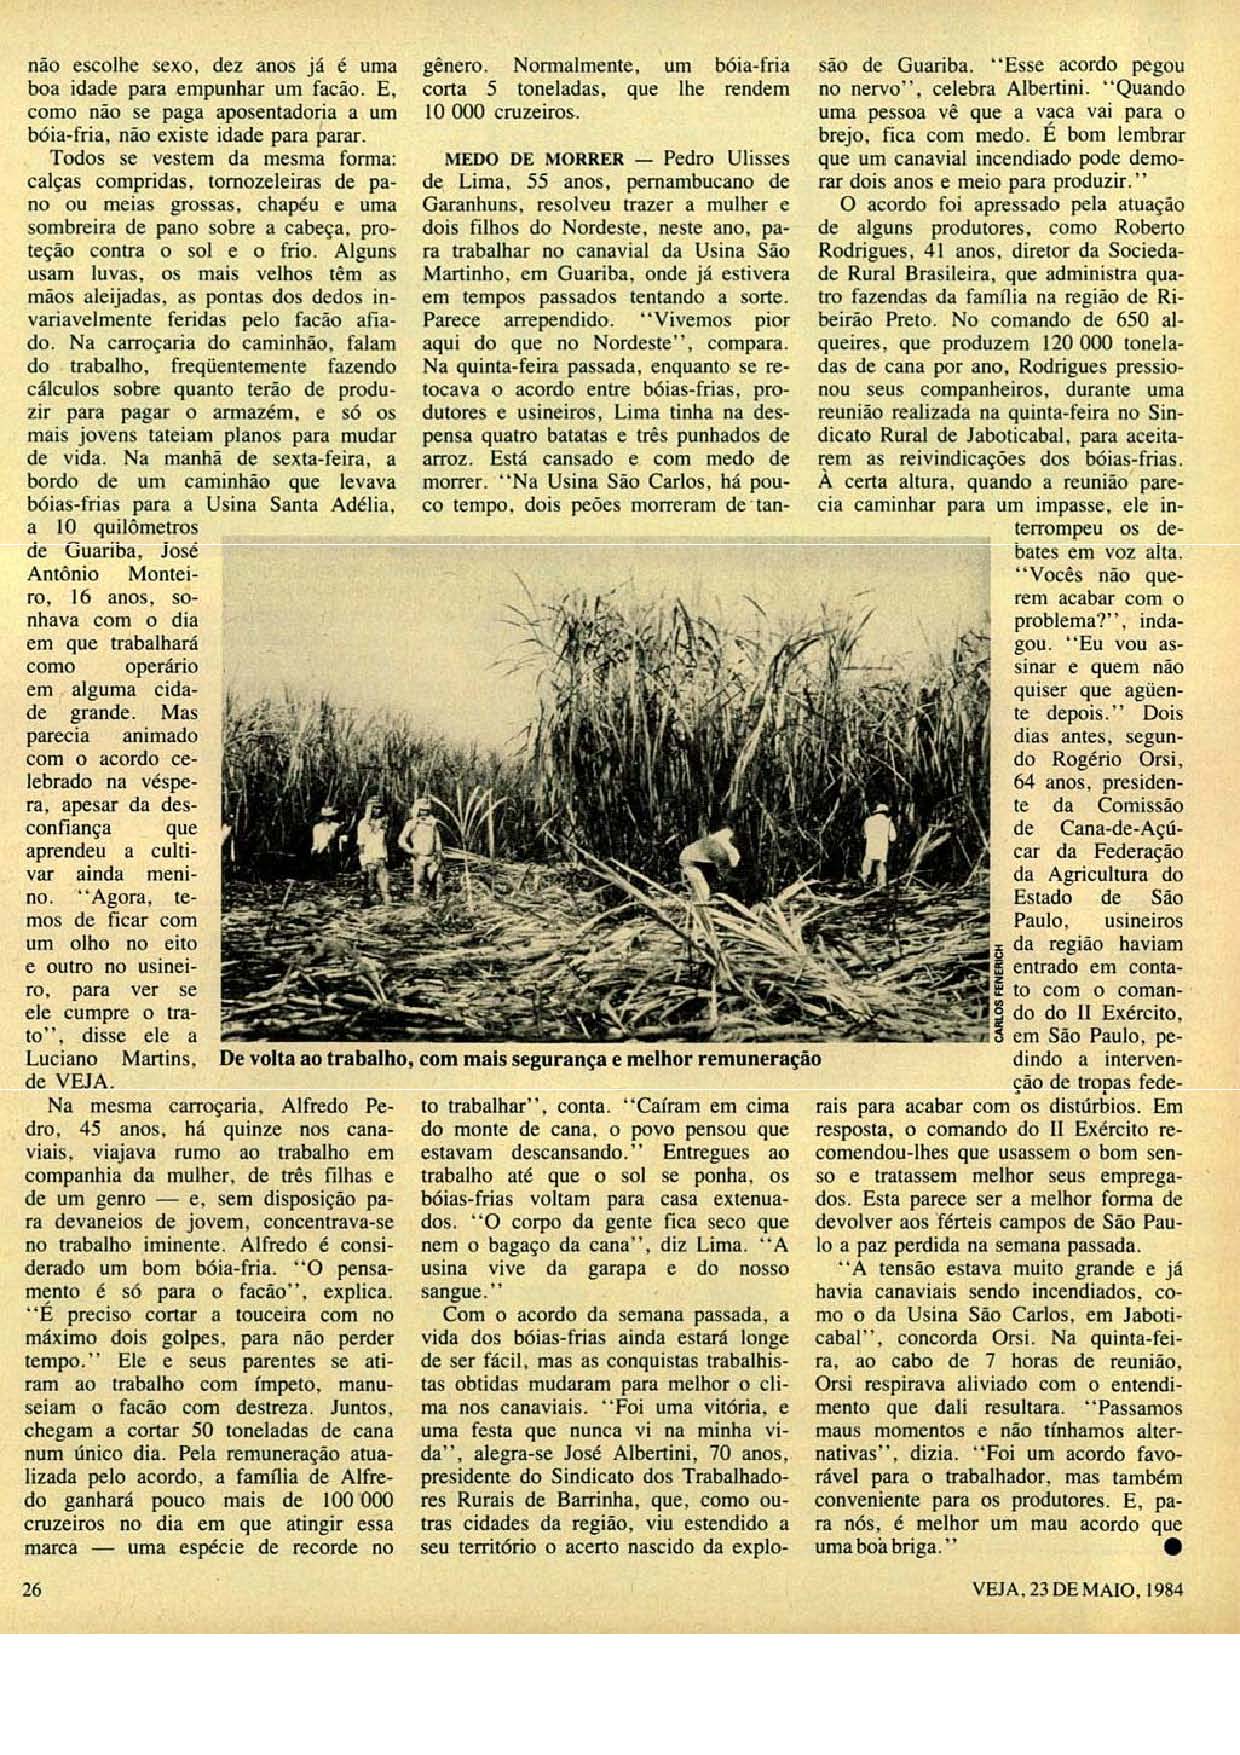 não escolhe sexo, dez anos já é uma
boa idade para empunhar um facão. E,
como não se paga aposentadoria a um
bóia-fria, não existe idade para parar.
Todos se vestem da mesma forma:
calças compridas, tornozeleiras de pa-
no ou meias grossas, chapéu e uma
sombreira de pano sobre a cabeça, pro-
teção contra o sol e o frio. Alguns
usam luvas, os mais velhos têm as
mãos aleijadas, as pontas dos dedos in-
variavelmente feridas pelo facão afia-
do. Na carroçaria do caminhão, falam
do trabalho, freqüentemente fazendo
cálculos sobre quanto terão de produ-
zir para pagar o armazém, e só os
mais jovens tateiam planos para mudar
de vida. Na manhã de sexta-feira, a
bordo de um caminhão que levava
bóias-frias para a Usina Santa Adélia,
a 10 quilômetros
de Guariba, José
Antônio Montei-
ro, 16 anos, so-
nhava com o dia
em que trabalhará
como operário
em alguma cida-
de grande. Mas
parecia animado
com o acordo ce-
lebrado na véspe-
ra, apesar da des-
confiança que
aprendeu a culti-
var ainda meni-
no. "Agora, te-
mos de ficar com
um olho no eito
e outro no usinei-
ro, para ver se
ele cumpre o tra-
to", disse ele a
Luciano Martins,
de VEJA.
Na mesma carroçaria, Alfredo Pe-
dro, 45 anos, há quinze nos cana-
viais, viajava rumo ao trabalho em
companhia da mulher, de três filhas e
de um genro — e, sem disposição pa-
ra devaneios de jovem, concentrava-se
no trabalho iminente. Alfredo é consi-
derado um bom bóia-fria. "O pensa-
mento é só para o facão", explica.
"É preciso cortar a touceira com no
máximo dois golpes, para não perder
tempo." Ele e seus parentes se ati-
ram ao trabalho com ímpeto, manu-
seiam o facão com destreza. Juntos,
chegam a cortar 50 toneladas de cana
num único dia. Pela remuneração atua-
lizada pelo acordo, a família de Alfre-
do ganhará pouco mais de 100 000
cruzeiros no dia em que atingir essa
marca — uma espécie de recorde no
gênero. Normalmente, um bóia-fria
corta 5 toneladas, que lhe rendem
10 000 cruzeiros.
MEDO DE MORRER — Pedro Ulisses
de Lima, 55 anos, pernambucano de
Garanhuns, resolveu trazer a mulher e
dois filhos do Nordeste, neste ano, pa-
ra trabalhar no canavial da Usina São
Martinho, em Guariba, onde já estivera
em tempos passados tentando a sorte.
Parece arrependido. "Vivemos pior
aqui do que no Nordeste", compara.
Na quinta-feira passada, enquanto se re-
tocava o acordo entre bóias-frias, pro-
dutores e usineiros, Lima tinha na des-
pensa quatro batatas e três punhados de
arroz. Está cansado e com medo de
morrer. "Na Usina São Carlos, há pou-
co tempo, dois peões morreram de tan-
to trabalhar", conta. "Caíram em cima
do monte de cana, o povo pensou que
estavam descansando." Entregues ao
trabalho até que o sol se ponha, os
bóias-frias voltam para casa extenua-
dos. "O corpo da gente fica seco que
nem o bagaço da cana", diz Lima. "A
usina vive da garapa e do nosso
sangue."
Com o acordo da semana passada, a
vida dos bóias-frias ainda estará longe
de ser fácil, mas as conquistas trabalhis-
tas obtidas mudaram para melhor o cli-
ma nos canaviais. "Foi uma vitória, e
uma festa que nunca vi na minha vi-
da", alegra-se José Albertini, 70 anos,
presidente do Sindicato dos Trabalhado-
res Rurais de Barrinha, que, como ou-
tras cidades da região, viu estendido a
seu território o acerto nascido da explo-
são de Guariba. "Esse acordo pegou
no nervo", celebra Albertini. "Quando
uma pessoa vê que a vaca vai para o
brejo, fica com medo. É bom lembrar
que um canavial incendiado pode demo-
rar dois anos e meio para produzir."
O acordo foi apressado pela atuação
de alguns produtores, como Roberto
Rodrigues, 41 anos, diretor da Socieda-
de Rural Brasileira, que administra qua-
tro fazendas da família na região de Ri-
beirão Preto. No comando de 650 al-
queires, que produzem 120 000 tonela-
das de cana por ano, Rodrigues pressio-
nou seus companheiros, durante uma
reunião realizada na quinta-feira no Sin-
dicato Rural de Jaboticabal, para aceita-
rem as reivindicações dos bóias-frias.
À certa altura, quando a reunião pare-
cia caminhar para um impasse, ele in-
terrompeu os de-
bates em voz alta.
"Vocês não que-
rem acabar com o
problema?", inda-
gou. "Eu vou as-
sinar e quem não
quiser que agüen-
te depois." Dois
dias antes, segun-
do Rogério Orsi,
64 anos, presiden-
te da Comissão
de Cana-de-Açú-
car da Federação
da Agricultura do
Estado de São
Paulo, usineiros
da região haviam
entrado em conta-
to com o coman-
do do II Exército,
em São Paulo, pe-
dindo a interven-
ção de tropas fede-
rais para acabar com os distúrbios. Em
resposta, o comando do II Exército re-
comendou-lhes que usassem o bom sen-
so e tratassem melhor seus emprega-
dos. Esta parece ser a melhor forma de
devolver aos férteis campos de São Pau-
lo a paz perdida na semana passada.
"A tensão estava muito grande e já
havia canaviais sendo incendiados, co-
mo o da Usina São Carlos, em Jaboti-
cabal", concorda Orsi. Na quinta-fei-
ra, ao cabo de 7 horas de reunião,
Orsi respirava aliviado com o entendi-
mento que dali resultara. "Passamos
maus momentos e não tínhamos alter-
nativas", dizia. "Foi um acordo favo-
rável para o trabalhador, mas também
conveniente para os produtores. E, pa-
ra nós, é melhor um mau acordo que
uma boa briga."
CARLOS FENERICH
De volta ao trabalho, com mais segurança e melhor remuneração
26
VEJA, 23 DE MAIO, 1984